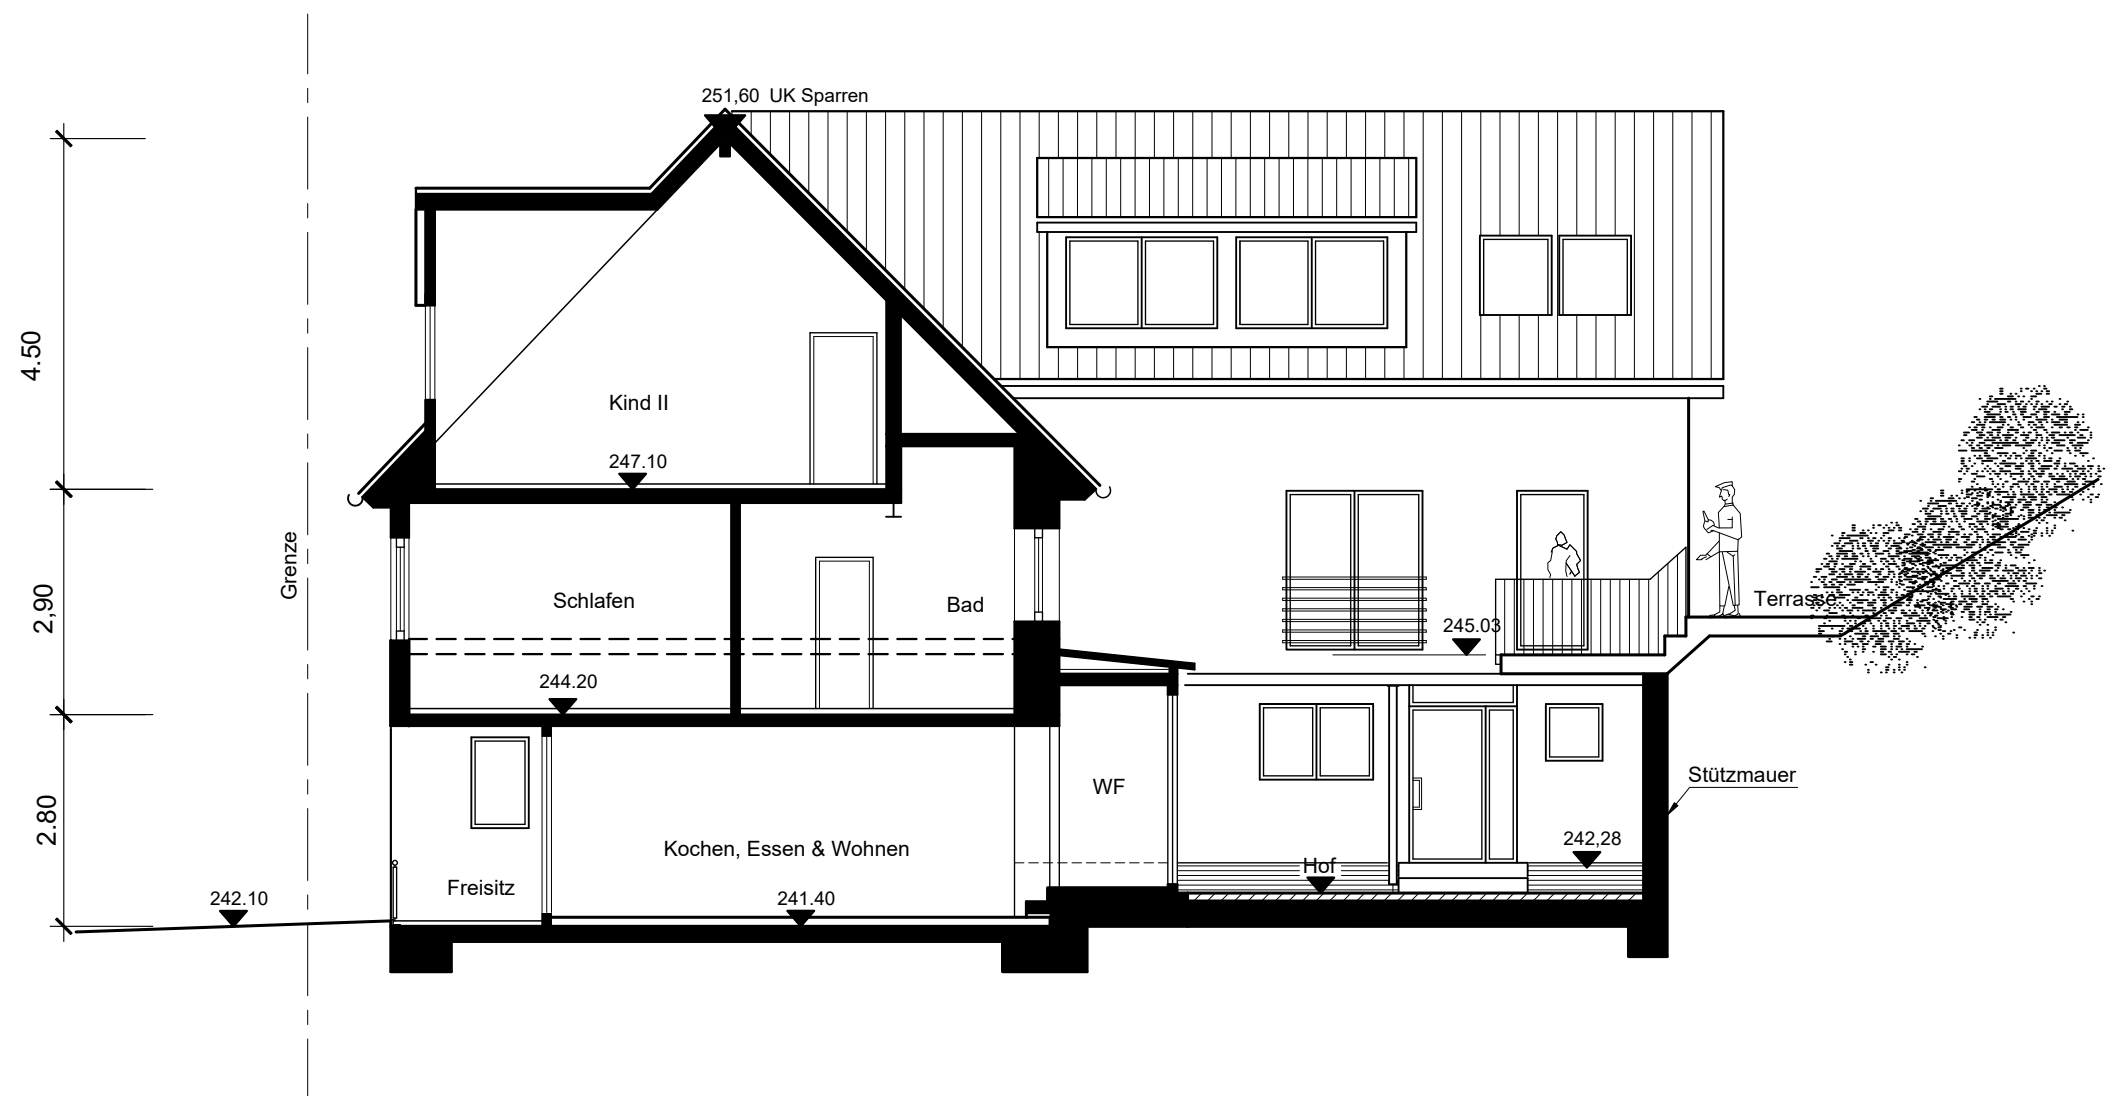 251,60 UK Sparren
4.50
Kind II
247.10
Grenze
2,90
Schlafen
Bad
Terrasse
245.03
244.20
Stützmauer
WF
2.80
Kochen, Essen & Wohnen
242,28
Hof
Freisitz
242.10
241.40